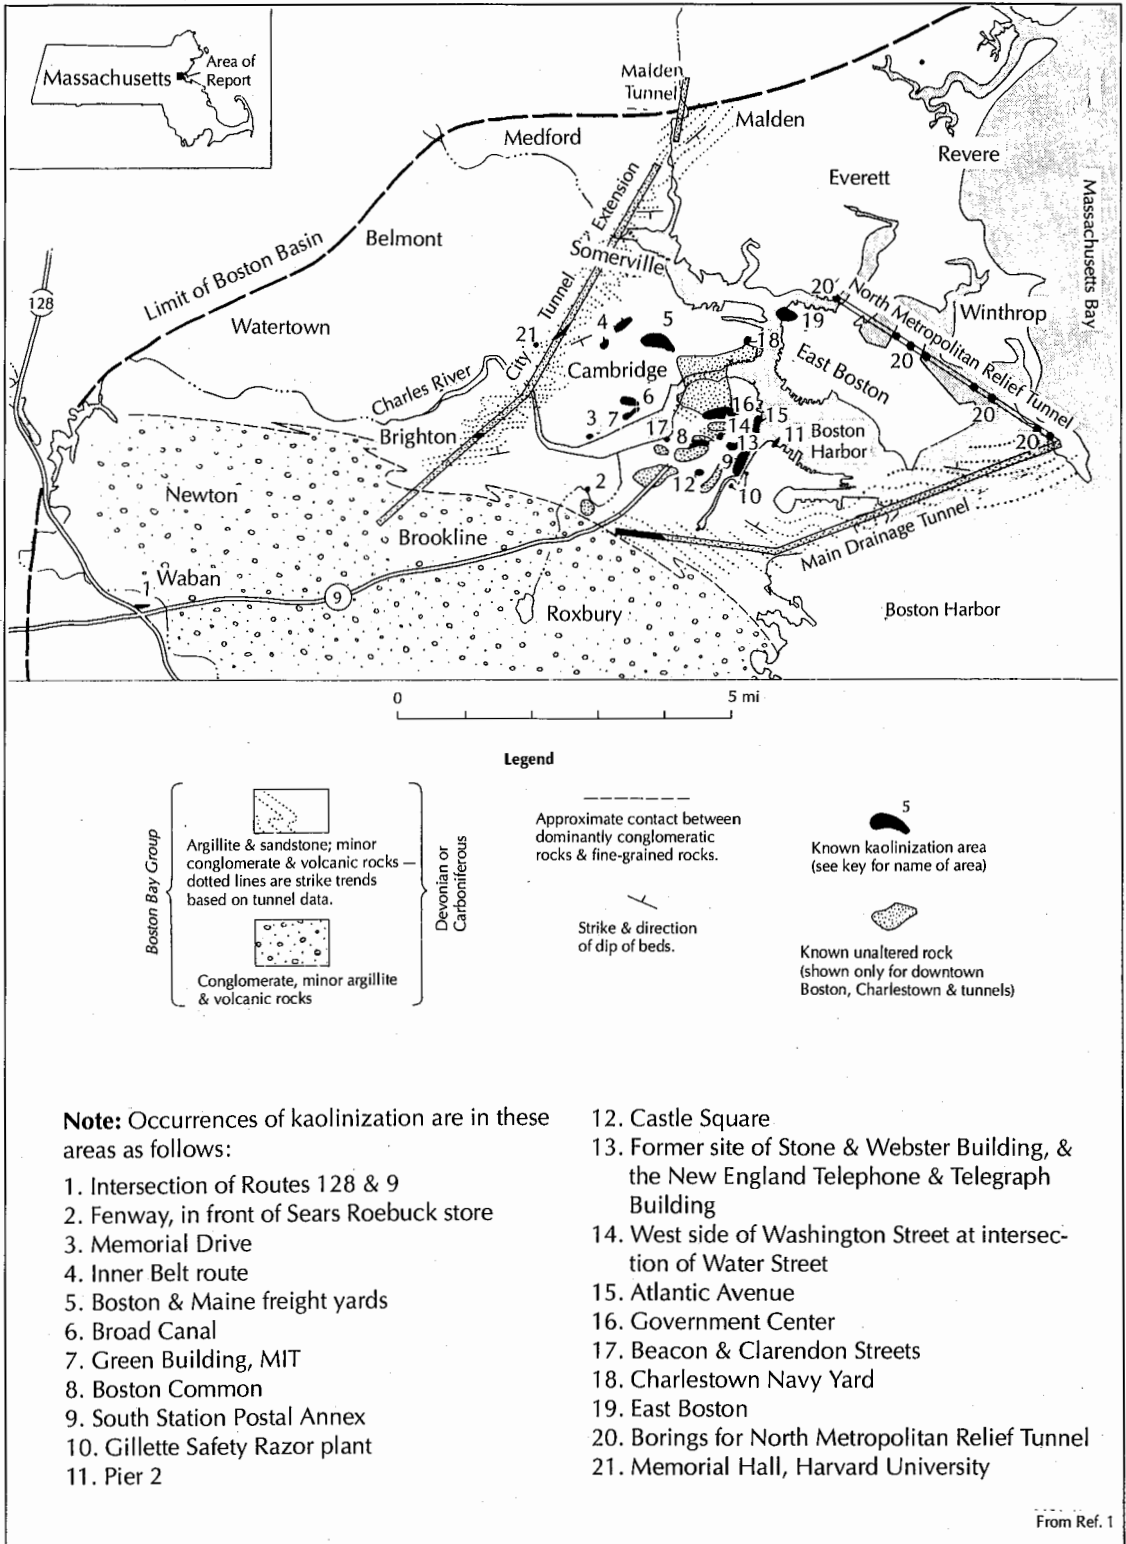 Massachusetts
Area of
Report
Malden
Tunnel
Malden
Medford
Revere
Everett
Massachusetts Bay
Extension
Belmont
Limit of Boston Basin
Somerville
128
Tunnel
Watertown
20
North Metropolitan Relief Tunnel
Winthrop
21
4
5
19
18
City
Cambridge
East Boston
20
Charles River
6
16
15
20
3
7
17
14
Brighton
8
13
11
Boston
Harbor
20
9
12
10
2
Newton
Brookline
Main Drainage Tunnel
Waban
1
9
Roxbury
Boston Harbor
0
5 mi
Legend
Boston Bay Group
Argillite & sandstone; minor
conglomerate & volcanic rocks —
dotted lines are strike trends
based on tunnel data.
Conglomerate, minor argillite
& volcanic rocks
Devonian or
Carboniferous
Approximate contact between
dominantly conglomeratic
rocks & fine-grained rocks.
Strike & direction
of dip of beds.
5
Known kaolinization area
(see key for name of area)
Known unaltered rock
(shown only for downtown
Boston, Charlestown & tunnels)
Note: Occurrences of kaolinization are in these
areas as follows:
1. Intersection of Routes 128 & 9
2. Fenway, in front of Sears Roebuck store
3. Memorial Drive
4. Inner Belt route
5. Boston & Maine freight yards
6. Broad Canal
7. Green Building, MIT
8. Boston Common
9. South Station Postal Annex
10. Gillette Safety Razor plant
11. Pier 2
12. Castle Square
13. Former site of Stone & Webster Building, &
the New England Telephone & Telegraph
Building
14. West side of Washington Street at intersec-
tion of Water Street
15. Atlantic Avenue
16. Government Center
17. Beacon & Clarendon Streets
18. Charlestown Navy Yard
19. East Boston
20. Borings for North Metropolitan Relief Tunnel
21. Memorial Hall, Harvard University
From Ref. 1